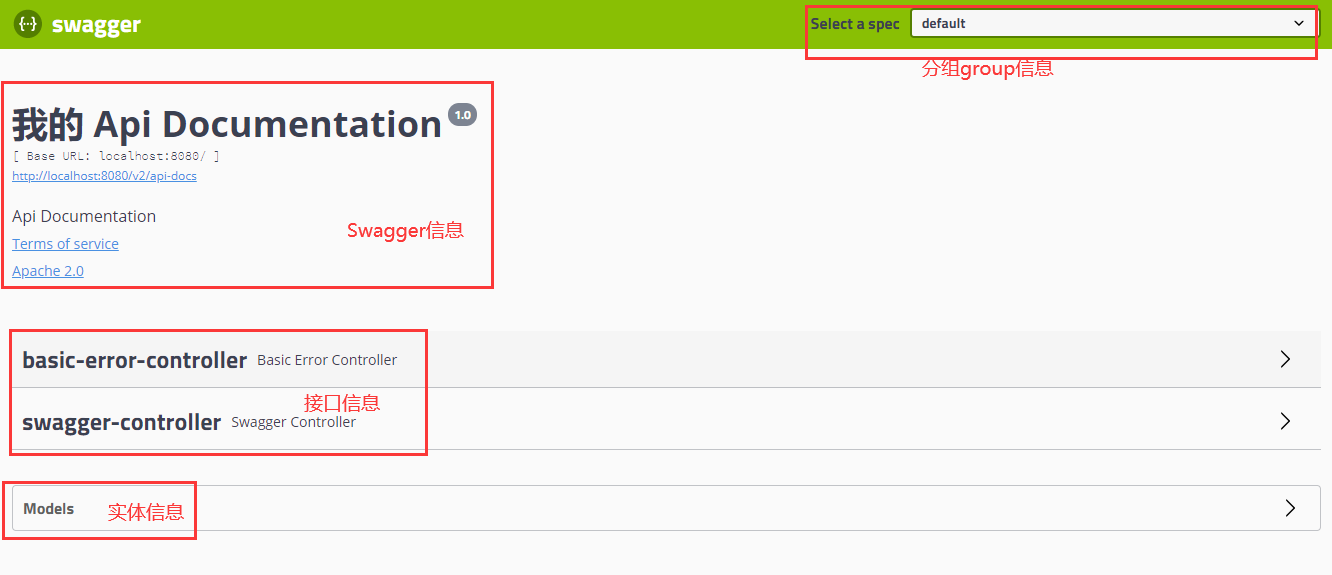 {···} swagger
Select a spec default
分组group信息
我的 Api Documentation 1.0
[ Base URL: localhost:8080/ ]
http://localhost:8080/v2/api-docs
Api Documentation
Swagger信息
Terms of service
Apache 2.0
basic-error-controller Basic Error Controller
接口信息
swagger-controller Swagger Controller
Models 实体信息